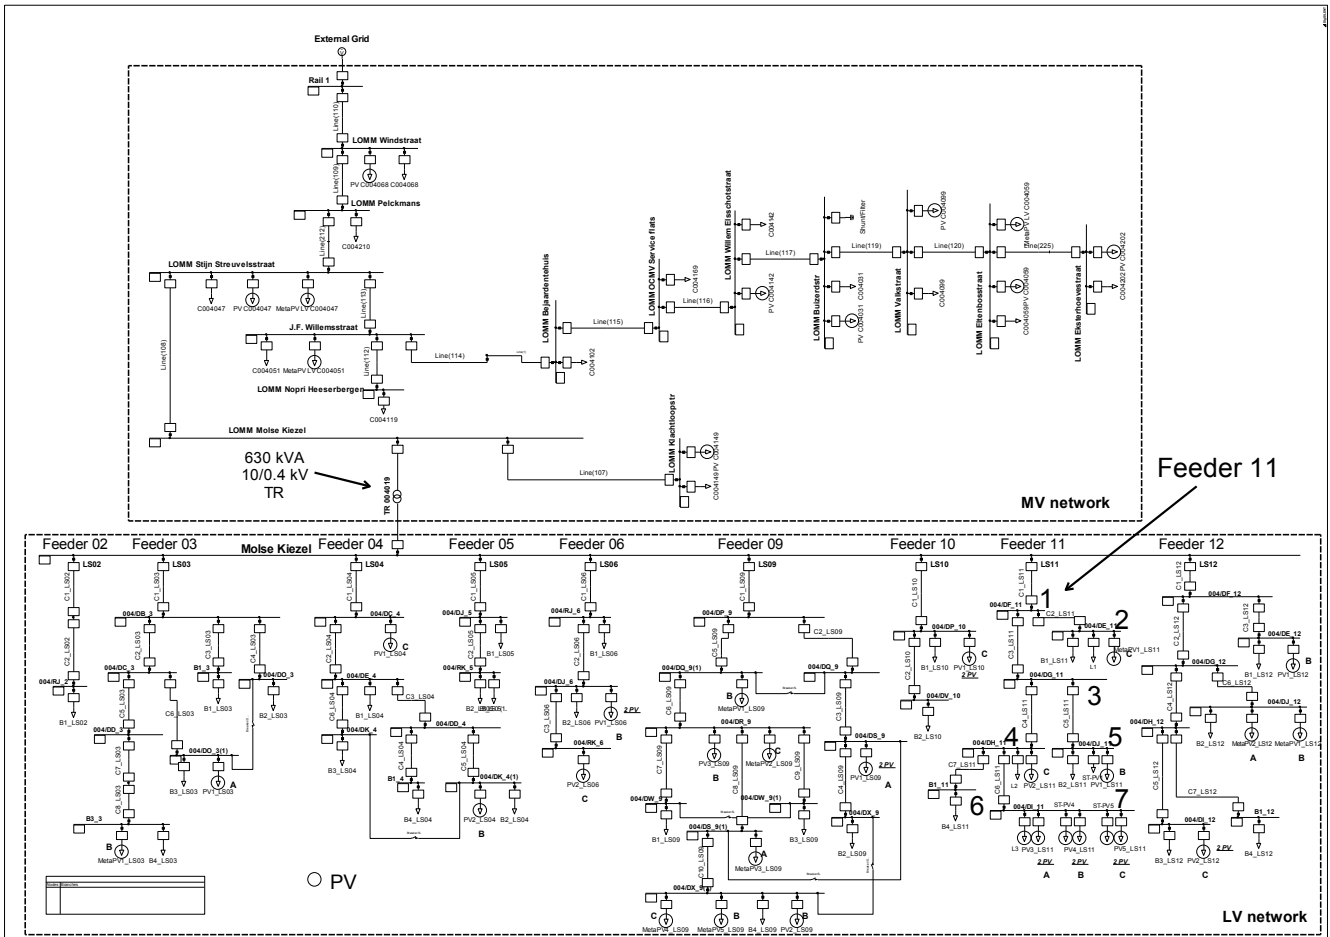 External Grid
Rail 1
Line(110)
LOMM Windstraat
Line(109)
PV C004068
C004068
LOMM Pelckmans
Line(212)
C004210
LOMM Stijn Streuvelsstraat
C004047
PV C004047
MetaPV LV C004047
Line(113)
Line(108)
J.F. Willemsstraat
C004051
MetaPV LV C004051
Line(112)
Line(114)
LOMM Nopri Heeserbergen
C004119
LOMM Bejaardentehuis
C004102
Line(115)
LOMM OCMV Service flats
C004169
Line(116)
LOMM Willem Elsschotstraat
C004142
PV C004142
Line(117)
LOMM Buizerdstr
Shunt/Filter
C004031
PV C004031
Line(119)
LOMM Valkstraat
PV C004099
C004099
Line(120)
LOMM Eltenbosstraat
MetaPV LV C004059
PV C004059
C004059
Line(225)
LOMM Eksterhoevestraat
PV C004202
C004202
LOMM Molse Kiezel
630 kVA
10/0.4 kV
TR
TR 004019
Line(107)
LOMM Klachtloopstr
PV C004149
C004149
MV network
Feeder 11
Feeder 02 Feeder 03 Feeder 04 Feeder 05 Feeder 06 Feeder 09 Feeder 10 Feeder 11 Feeder 12
Molse Kiezel
LS02 LS03 LS04 LS05 LS06 LS09 LS10 LS11 LS12
C1_LS02
C2_LS02
004/RJ_2
B1_LS02
C1_LS03
004/DB_3
C2_LS03
C3_LS03
C4_LS03
004/DC_3
B1_3
004/DO_3
C5_LS03
C6_LS03
B1_LS03
B2_LS03
004/DD_3
004/DO_3(1)
C7_LS03
B3_LS03
PV1_LS03
A
C8_LS03
B3_3
B
MetaPV1_LS03
B4_LS03
C1_LS04
004/DC_4
C2_LS04
PV1_LS04
C
004/DE_4
C6_LS04
B1_LS04
C3_LS04
004/DK_4
004/DD_4
B3_LS04
C4_LS04
C5_LS04
B1_4
004/DK_4(1)
B4_LS04
PV2_LS04
B2_LS04
B
C1_LS05
004/DJ_5
C2_LS05
B1_LS05
004/RK_5
C1_LS06
004/RJ_6
C2_LS06
B1_LS06
004/DJ_6
C3_LS06
B2_LS06
PV1_LS06
2 PV
B
004/RK_6
PV2_LS06
C
C1_LS09
004/DP_9
C5_LS09
C2_LS09
004/DQ_9(1)
004/DQ_9
C6_LS09
B
MetaPV1_LS09
C4_LS09
004/DR_9
004/DS_9
C7_LS09
PV3_LS09
B
C8_LS09
C
MetaPV2_LS09
C9_LS09
PV1_LS09
2 PV
A
C4_LS09
004/DW_9
004/DW_9(1)
004/DX_9
B1_LS09
B3_LS09
B2_LS09
004/DS_9(1)
C10_LS09
A
MetaPV3_LS09
C
MetaPV4_LS09
B
MetaPV5_LS09
B4_LS09
B
PV2_LS09
C1_LS10
004/DP_10
C2_LS10
B1_LS10
C
PV1_LS10
2 PV
004/DV_10
B2_LS10
C1_LS11
004/DF_11
1
C2_LS11
C3_LS11
004/DE_11
2
B1_LS11
L1
C
MetaPV1_LS11
004/DG_11
3
C4_LS11
C5_LS11
004/DH_11
4
004/DJ_11
5
C7_LS11
C6_LS11
L2
PV2_LS11
C
B2_LS11
ST-PV1
PV1_LS11
B
B1_11
6
B4_LS11
004/DI_11
ST-PV4
ST-PV5
7
L3
PV3_LS11
PV4_LS11
PV5_LS11
2 PV 2 PV 2 PV
A B C
C1_LS12
004/DF_12
C2_LS12
C3_LS12
004/DE_12
B1_LS12
B
PV1_LS12
004/DG_12
C4_LS12
C6_LS12
004/DJ_12
004/DH_12
B2_LS12
MetaPV2_LS12
A
MetaPV1_LS12
B
C5_LS12
C7_LS12
004/DI_12
B1_12
B3_LS12
PV2_LS12
2 PV
C
B4_LS12
PV
LV network